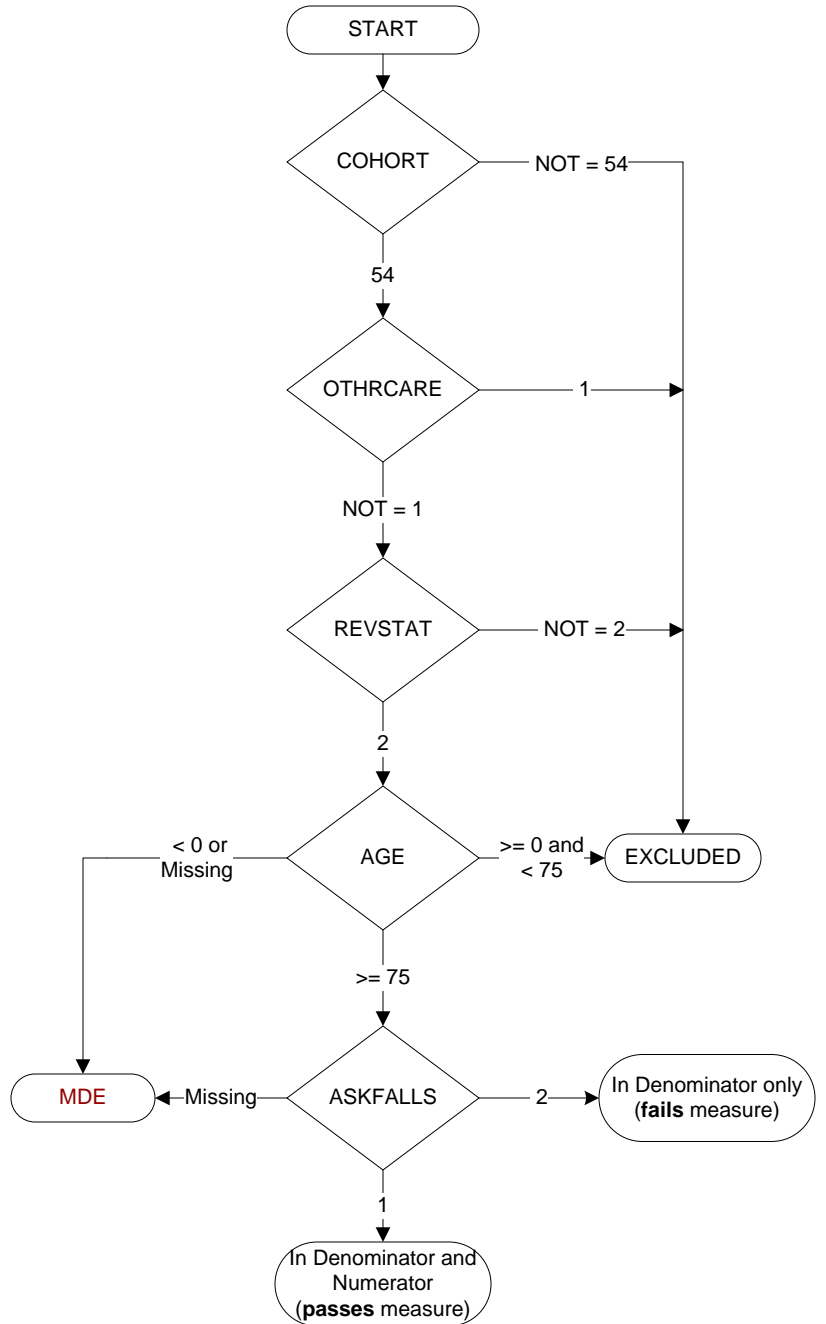 START
COHORT
NOT = 54
54
OTHRCARE
1
NOT = 1
REVSTAT
NOT = 2
2
< 0 or
Missing
AGE
>= 0 and
< 75
EXCLUDED
>= 75
MDE
Missing
ASKFALLS
2
In Denominator only
(fails measure)
1
In Denominator and
Numerator
(passes measure)